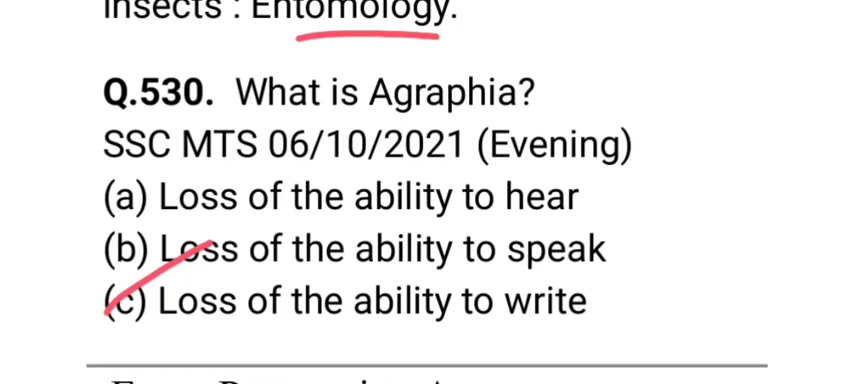 insects : Entomology.
Q.530. What is Agraphia?
SSC MTS 06/10/2021 (Evening)
(a) Loss of the ability to hear
(b) Loss of the ability to speak
(c) Loss of the ability to write